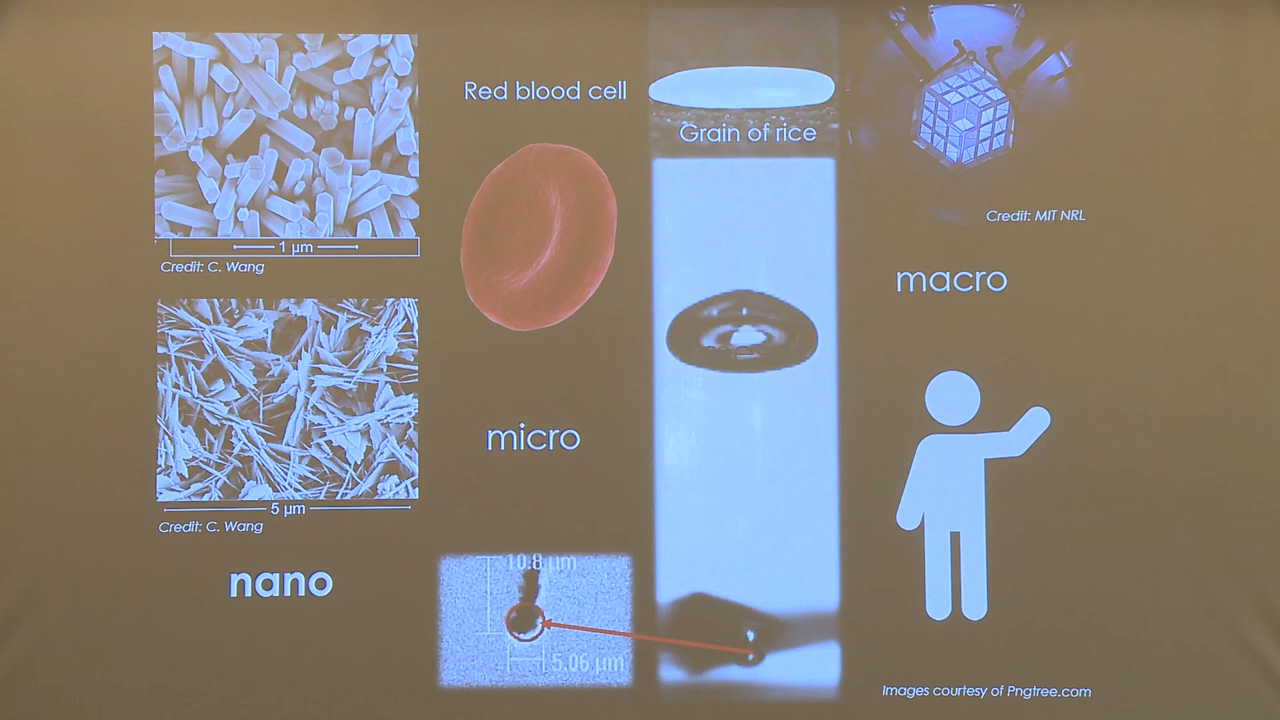 1 µm
Credit: C. Wang
5 µm
Credit: C. Wang
nano
Red blood cell
micro
10.8 µm
5.06 µm
Grain of rice
Credit: MIT NRL
macro
Images courtesy of Pngtree.com